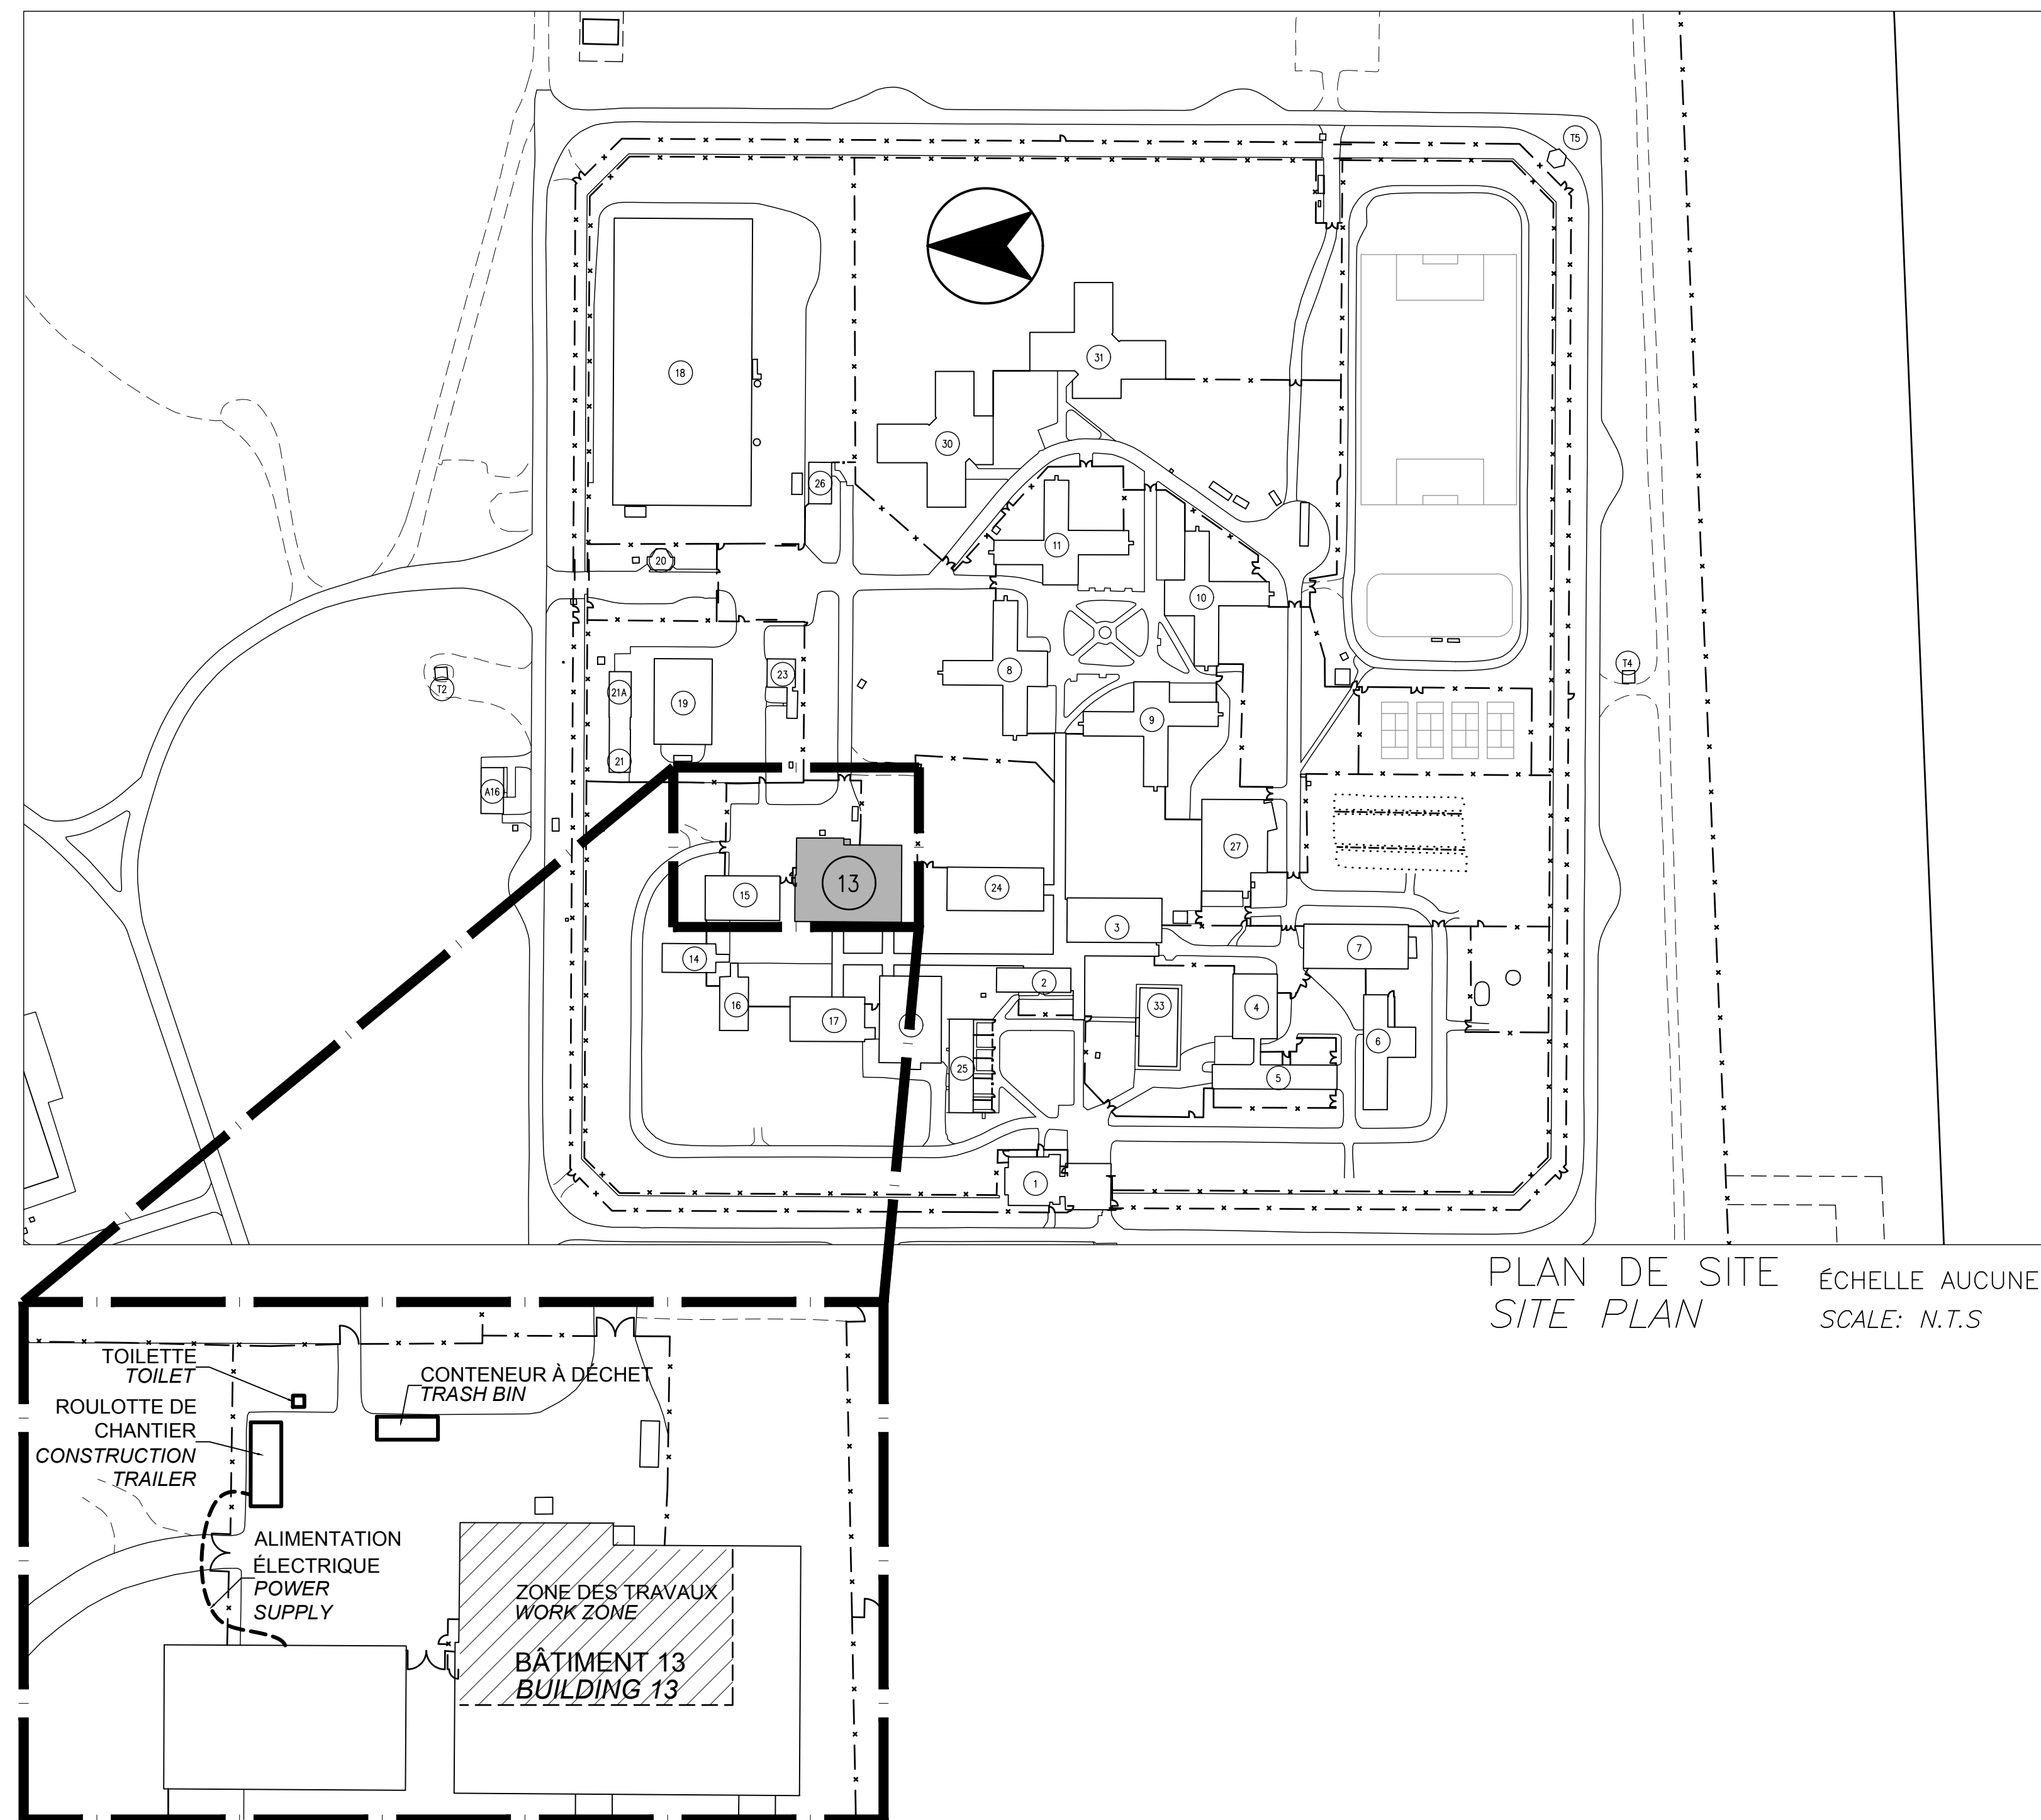 T5
18
31
30
26
11
20
10
8
T4
23
21A
19
T2
9
21
A16
27
13
15
24
3
7
14
2
16
33
4
17
6
25
5
1
PLAN DE SITE
SITE PLAN
ÉCHELLE AUCUNE
SCALE: N.T.S
TOILETTE
TOILET
CONTENEUR À DÉCHET
TRASH BIN
ROULOTTE DE
CHANTIER
CONSTRUCTION
TRAILER
ALIMENTATION
ÉLECTRIQUE
POWER
SUPPLY
ZONE DES TRAVAUX
WORK ZONE
BÂTIMENT 13
BUILDING 13